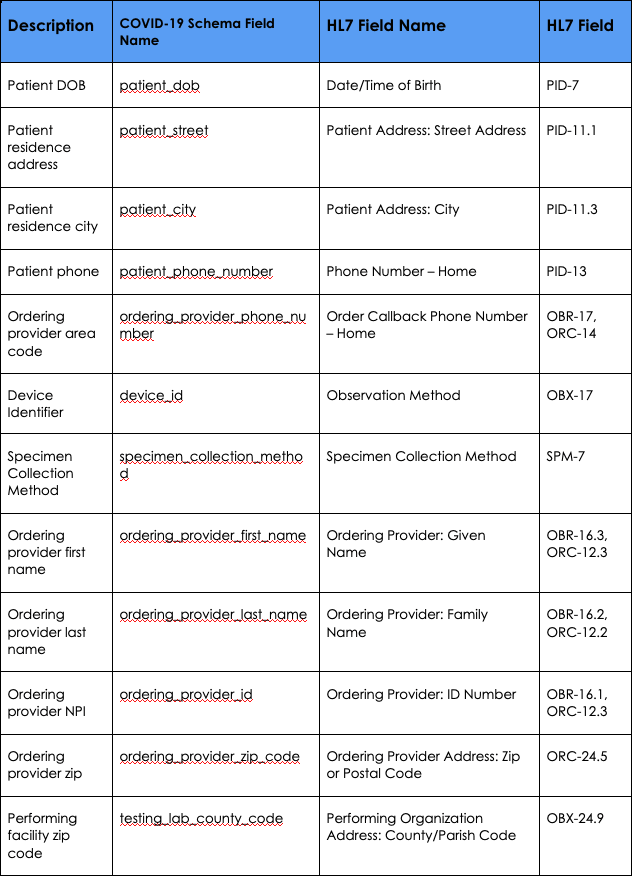 Description
COVID-19 Schema Field
Name
HL7 Field Name
HL7 Field
Patient DOB
patient_dob
Date/Time of Birth
PID-7
Patient
residence
address
patient_street
Patient Address: Street Address
PID-11.1
Patient
residence city
patient_city
Patient Address: City
PID-11.3
Patient phone
patient_phone_number
Phone Number – Home
PID-13
Ordering
provider area
code
ordering_provider_phone_nu
mber
Order Callback Phone Number
– Home
OBR-17,
ORC-14
Device
Identifier
device_id
Observation Method
OBX-17
Specimen
Collection
Method
specimen_collection_metho
d
Specimen Collection Method
SPM-7
Ordering
provider first
name
ordering_provider_first_name
Ordering Provider: Given
Name
OBR-16.3,
ORC-12.3
Ordering
provider last
name
ordering_provider_last_name
Ordering Provider: Family
Name
OBR-16.2,
ORC-12.2
Ordering
provider NPI
ordering_provider_id
Ordering Provider: ID Number
OBR-16.1,
ORC-12.3
Ordering
provider zip
ordering_provider_zip_code
Ordering Provider Address: Zip
or Postal Code
ORC-24.5
Performing
facility zip
code
testing_lab_county_code
Performing Organization
Address: County/Parish Code
OBX-24.9